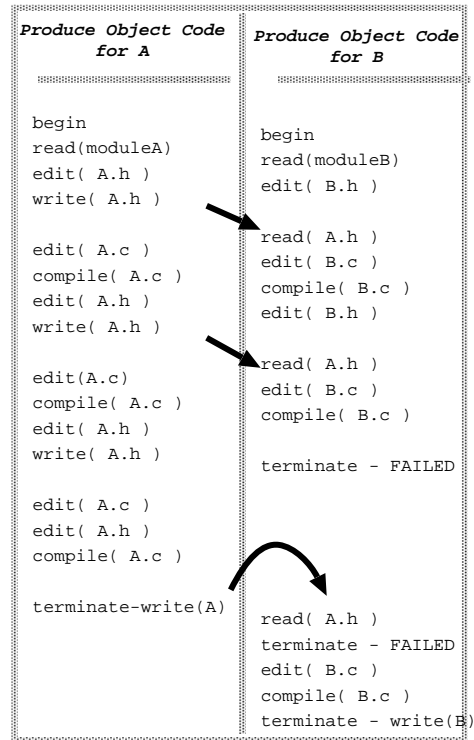 Produce Object Code
for A
begin
read(moduleA)
edit( A.h )
write( A.h )
edit( A.c )
compile( A.c )
edit( A.h )
write( A.h )
edit(A.c)
compile( A.c )
edit( A.h )
write( A.h )
edit( A.c )
edit( A.h )
compile( A.c )
terminate-write(A)
Produce Object Code
for B
begin
read(moduleB)
edit( B.h )
read( A.h )
edit( B.c )
compile( B.c )
edit( B.h )
read( A.h )
edit( B.c )
compile( B.c )
terminate - FAILED
read( A.h )
terminate - FAILED
edit( B.c )
compile( B.c )
terminate - write(B)